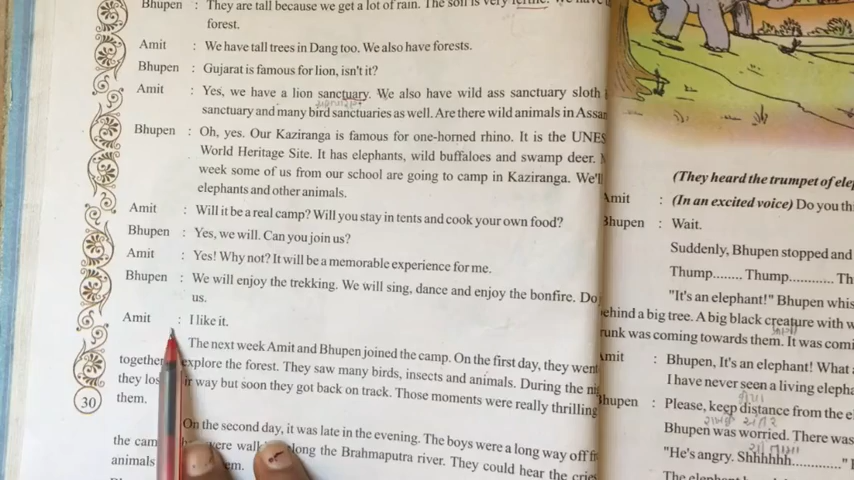 Bhupen : They are tall because we get a lot of rain. The soil is very fertile. We have
forest.
Amit : We have tall trees in Dang too. We also have forests.
Bhupen : Gujarat is famous for lion, isn't it?
Amit : Yes, we have a lion sanctuary. We also have wild ass sanctuary sloth
sanctuary and many bird sanctuaries as well. Are there wild animals in Assam
Bhupen : Oh, yes. Our Kaziranga is famous for one-horned rhino. It is the UNES
World Heritage Site. It has elephants, wild buffaloes and swamp deer.
week some of us from our school are going to camp in Kaziranga. We'll
elephants and other animals.
Amit : Will it be a real camp? Will you stay in tents and cook your own food?
Bhupen : Yes, we will. Can you join us?
Amit : Yes! Why not? It will be a memorable experience for me.
Bhupen : We will enjoy the trekking. We will sing, dance and enjoy the bonfire. Do
us.
Amit : I like it.
The next week Amit and Bhupen joined the camp. On the first day, they went
together explore the forest. They saw many birds, insects and animals. During the
they los ir way but soon they got back on track. Those moments were really thrilling
them.
30
On the second day, it was late in the evening. The boys were a long way off
the cam were walk long the Brahmaputra river. They could hear the cries
animals em.
(They heard the trumpet of ele
Amit : (In an excited voice) Do you thi
Bhupen : Wait.
Suddenly, Bhupen stopped and
Thump........ Thump............ Th
"It's an elephant!" Bhupen whis
behind a big tree. A big black creature with w
runk was coming towards them. It was comi
Amit : Bhupen, It's an elephant! What a
I have never seen a living elepha
Bhupen : Please, keep distance from the e
Bhupen was worried. There was
"He's angry. Shhhhhh............."
The elephant